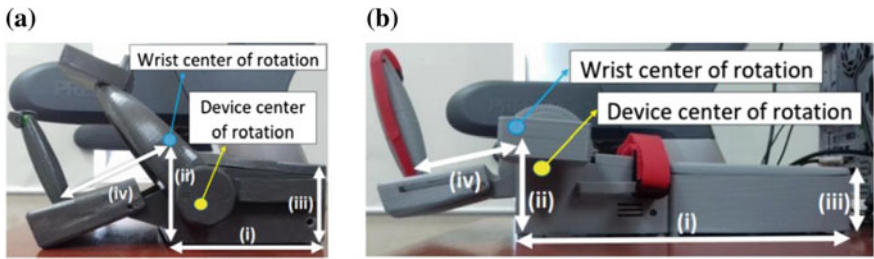 (a)
Wrist center of rotation
Device center
of rotation
(ii)
(iii)
(iv)
(i)
(b)
Wrist center of rotation
Device center of rotation
(iv)
(ii)
(iii)
(i)